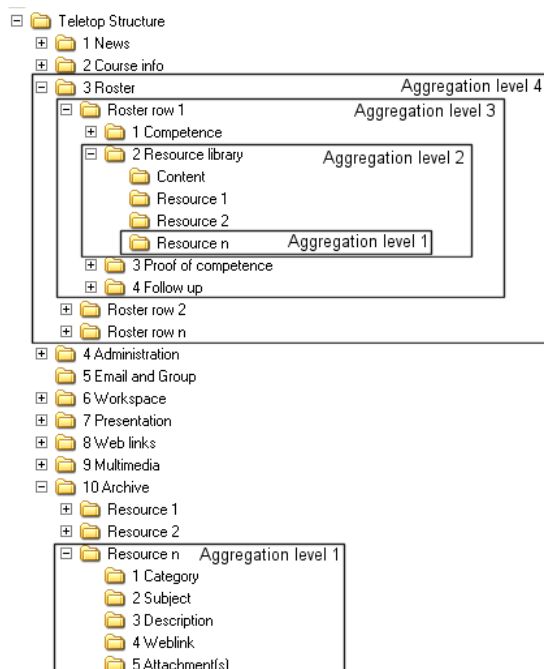 Teletop Structure
1 News
2 Course info
3 Roster Aggregation level 4
Roster row 1 Aggregation level 3
1 Competence
2 Resource library Aggregation level 2
Content
Resource 1
Resource 2
Resource n Aggregation level 1
3 Proof of competence
4 Follow up
Roster row 2
Roster row n
4 Administration
5 Email and Group
6 Workspace
7 Presentation
8 Web links
9 Multimedia
10 Archive
Resource 1
Resource 2
Resource n Aggregation level 1
1 Category
2 Subject
3 Description
4 Weblink
5 Attachment(s)